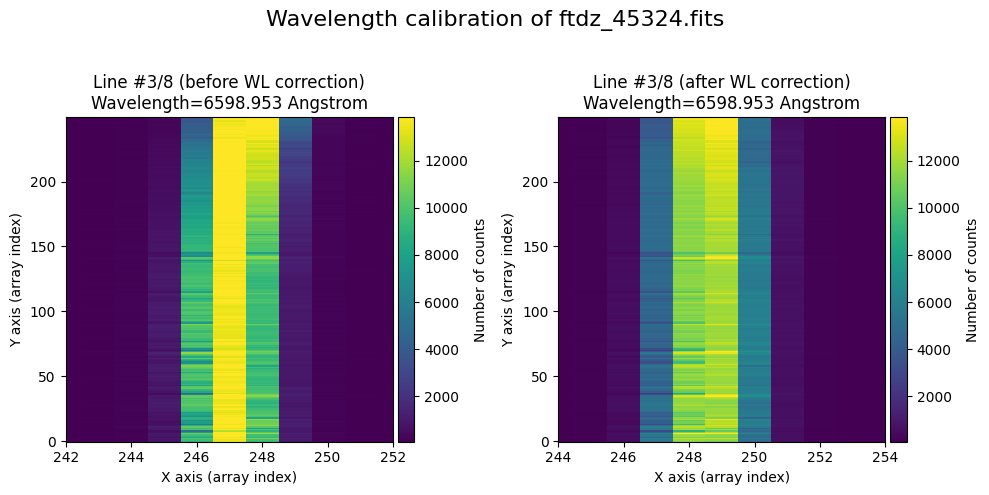 Wavelength calibration of ftdz_45324.fits
Line #3/8 (before WL correction)
Wavelength=6598.953 Angstrom
Y axis (array index)
200
150
100
50
0
242 244 246 248 250 252
X axis (array index)
12000
10000
8000
6000
4000
2000
Number of counts
Line #3/8 (after WL correction)
Wavelength=6598.953 Angstrom
Y axis (array index)
200
150
100
50
0
244 246 248 250 252 254
X axis (array index)
12000
10000
8000
6000
4000
2000
Number of counts